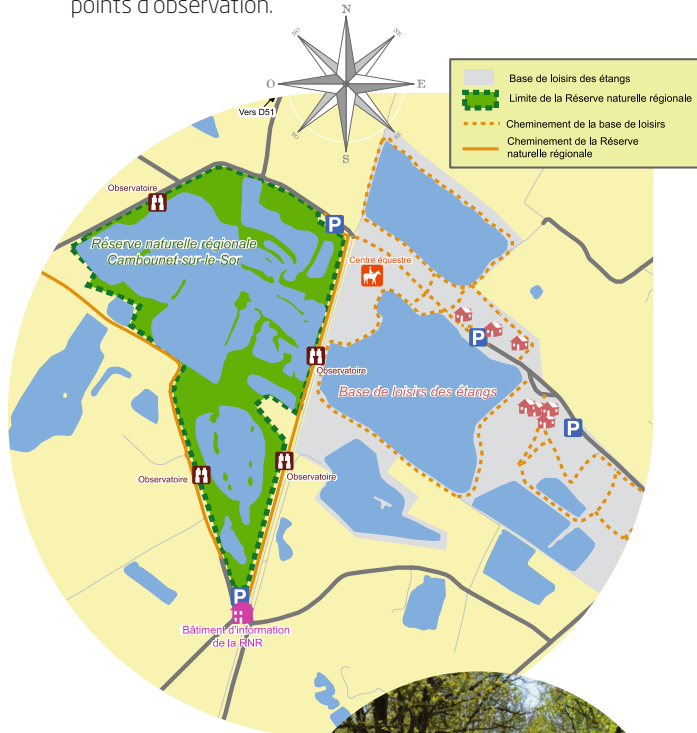 points d'observation.
N
NO
NE
O
E
SO
SE
S
Vers D51
Base de loisirs des étangs
Limite de la Réserve naturelle régionale
Cheminement de la base de loisirs
Cheminement de la Réserve
naturelle régionale
Observatoire
P
Réserve naturelle régionale
Cambounet-sur-le-Sor
Centre équestre
P
Observatoire
Base de loisirs des étangs
P
Observatoire
Observatoire
P
Bâtiment d'information
de la RNR